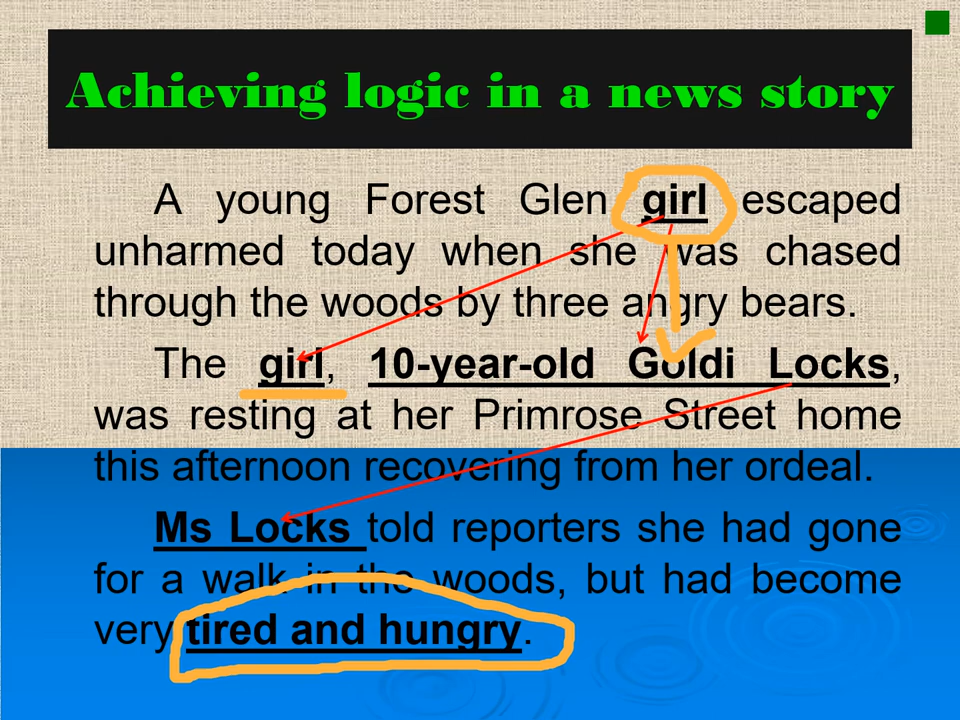 Achieving logic in a news story
A young Forest Glen girl escaped
unharmed today when she was chased
through the woods by three angry bears.
The girl, 10-year-old Goldi Locks,
was resting at her Primrose Street home
this afternoon recovering from her ordeal.
Ms Locks told reporters she had gone
for a walk in the woods, but had become
very tired and hungry.